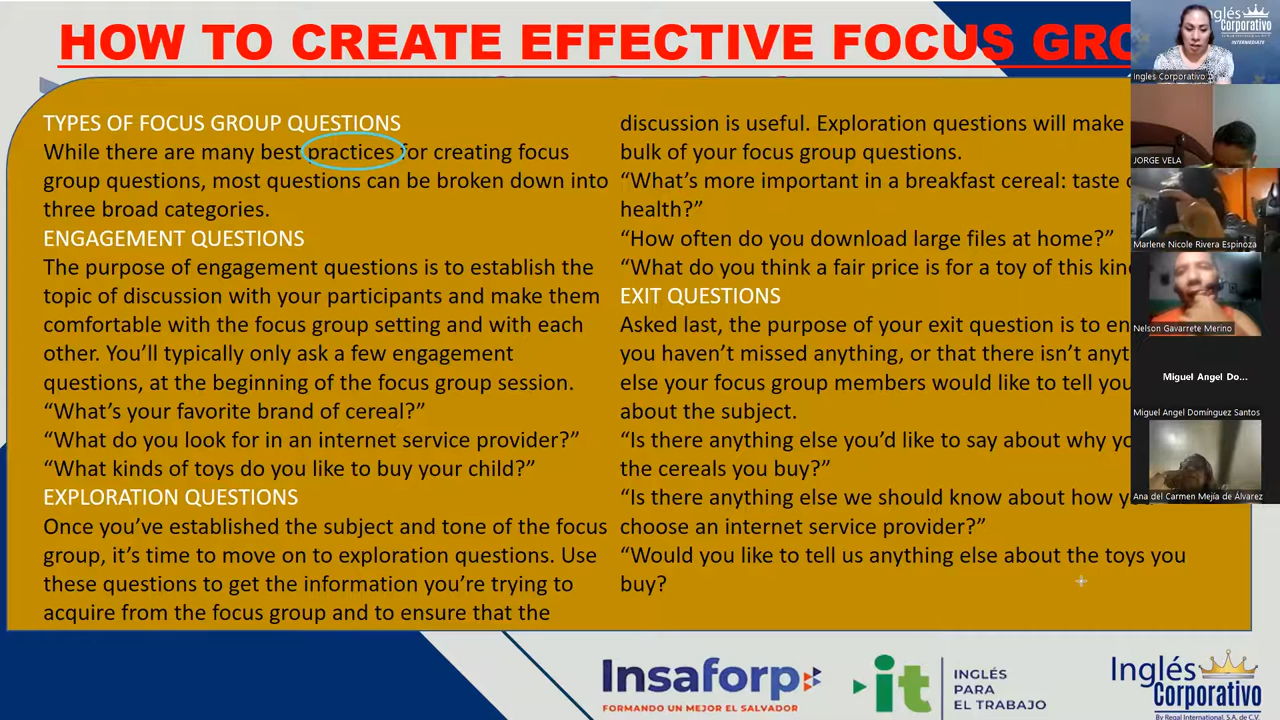 HOW TO CREATE EFFECTIVE FOCUS
TYPES OF FOCUS GROUP QUESTIONS
While there are many best practices for creating focus
group questions, most questions can be broken down into
three broad categories.
ENGAGEMENT QUESTIONS
The purpose of engagement questions is to establish the
topic of discussion with your participants and make them
comfortable with the focus group setting and with each
other. You’ll typically only ask a few engagement
questions, at the beginning of the focus group session.
“What’s your favorite brand of cereal?”
“What do you look for in an internet service provider?”
“What kinds of toys do you like to buy your child?”
EXPLORATION QUESTIONS
Once you’ve established the subject and tone of the focus
group, it’s time to move on to exploration questions. Use
these questions to get the information you’re trying to
acquire from the focus group and to ensure that the
discussion is useful. Exploration questions will make
bulk of your focus group questions.
“What’s more important in a breakfast cereal: taste
health?”
“How often do you download large files at home?”
“What do you think a fair price is for a toy of this
EXIT QUESTIONS
Asked last, the purpose of your exit question is to
you haven’t missed anything, or that there isn’t
else your focus group members would like to tell you
about the subject.
“Is there anything else you’d like to say about why
the cereals you buy?”
“Is there anything else we should know about how
choose an internet service provider?”
“Would you like to tell us anything else about the toys you
buy?
Inglés
Corporativo
INTERMEDIATE
Ingles Corporativo
JORGE VELA
Marlene Nicole Rivera Espinoza
Nelson Gavarrete Merino
Miguel Angel Do...
Miguel Angel Domínguez Santos
Ana del Carmen Mejía de Álvarez
Insaforp
FORMANDO UN MEJOR EL SALVADOR
it
INGLÉS
PARA
EL TRABAJO
Inglés
Corporativo
By Regal International, S.A. de C.V.